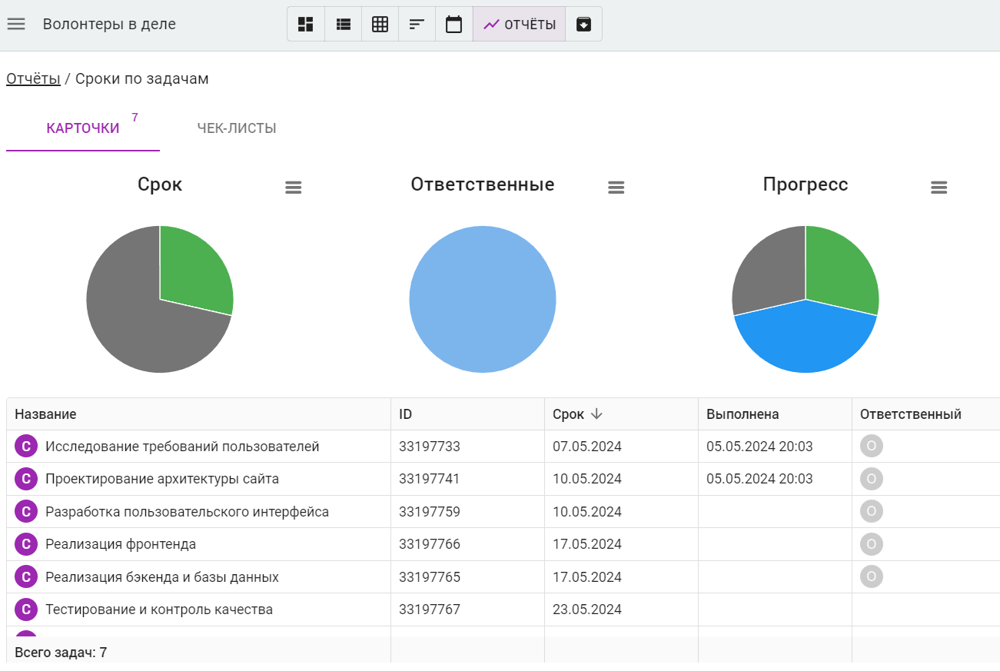 Волонтеры в деле
ОТЧЁТЫ
Отчёты / Сроки по задачам
КАРТОЧКИ 7 ЧЕК-ЛИСТЫ
Срок Ответственные Прогресс
Название ID Срок Выполнена Ответственный
С Исследование требований пользователей 33197733 07.05.2024 05.05.2024 20:03 О
С Проектирование архитектуры сайта 33197741 10.05.2024 05.05.2024 20:03 О
С Разработка пользовательского интерфейса 33197759 10.05.2024 О
С Реализация фронтенда 33197766 17.05.2024 О
С Реализация бэкенда и базы данных 33197765 17.05.2024 О
С Тестирование и контроль качества 33197767 23.05.2024
Всего задач: 7